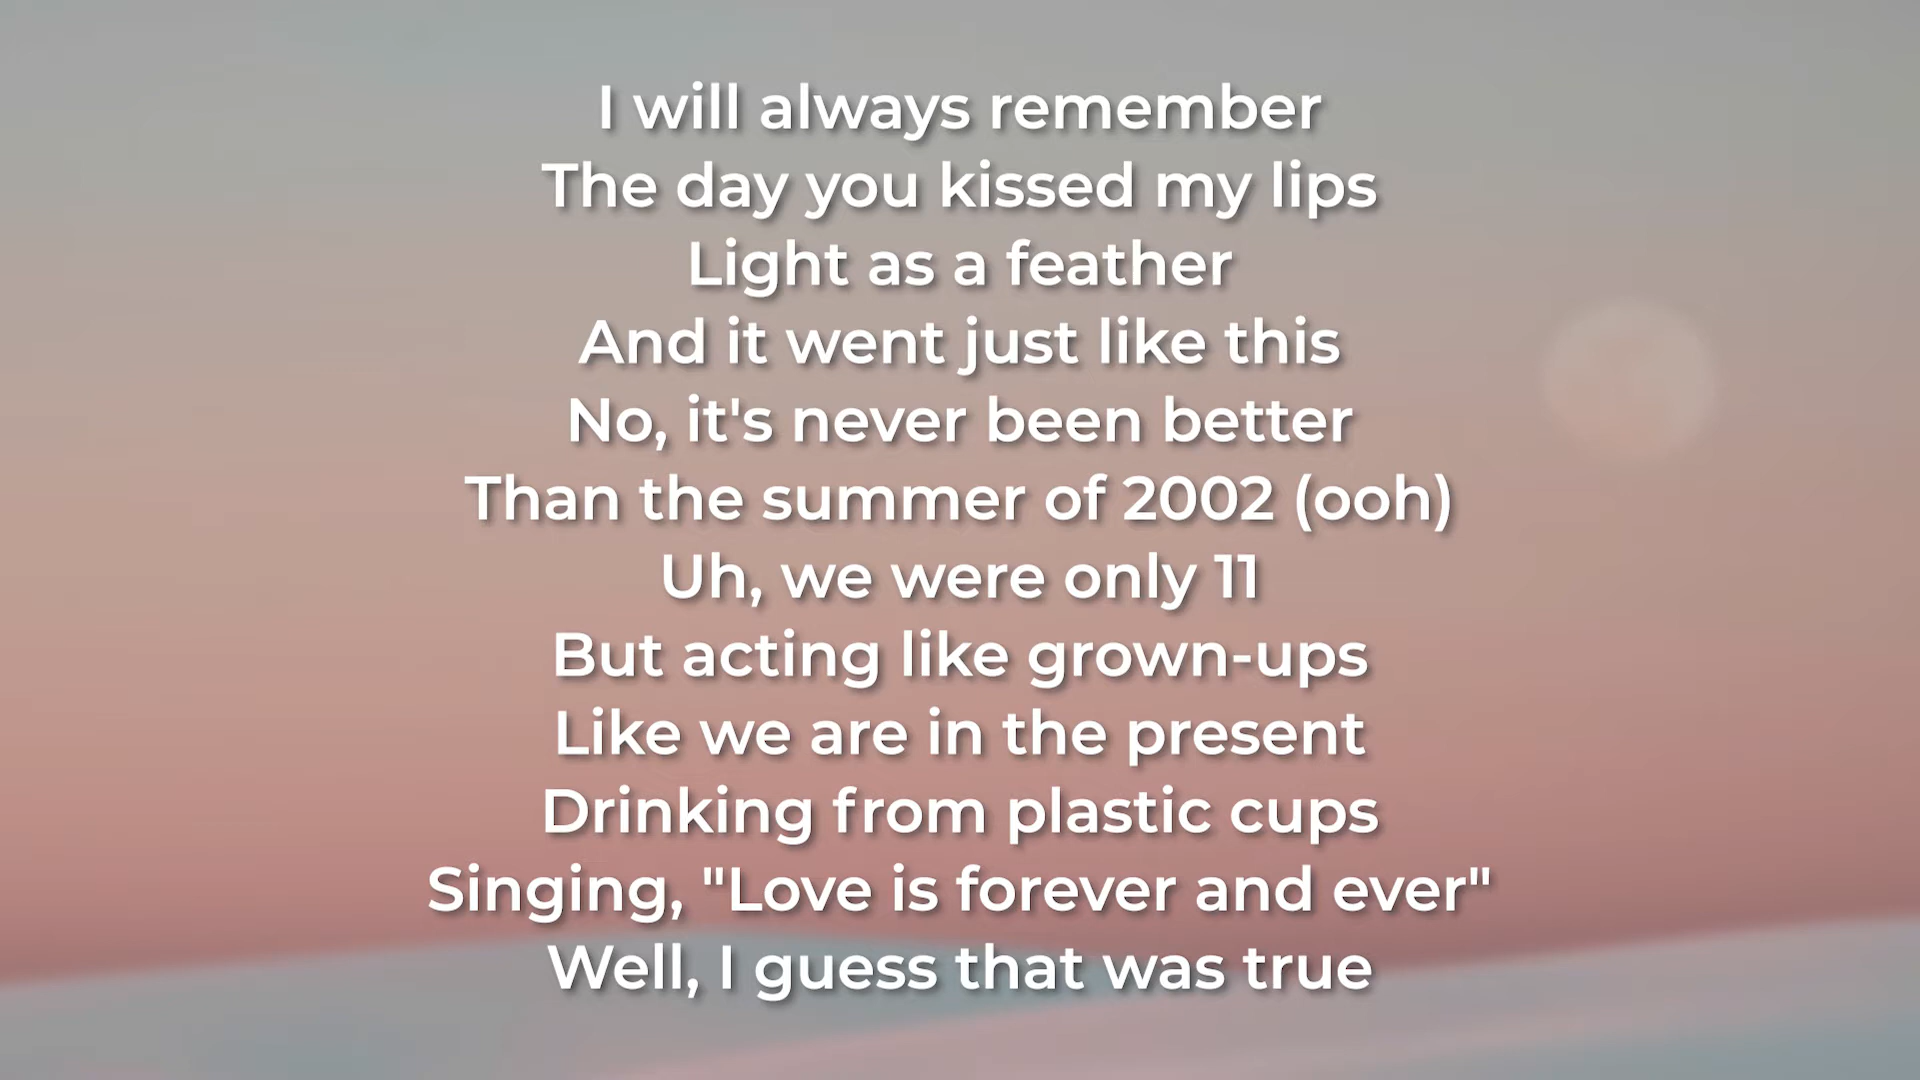 I will always remember
The day you kissed my lips
Light as a feather
And it went just like this
No, it's never been better
Than the summer of 2002 (ooh)
Uh, we were only 11
But acting like grown-ups
Like we are in the present
Drinking from plastic cups
Singing, "Love is forever and ever"
Well, I guess that was true